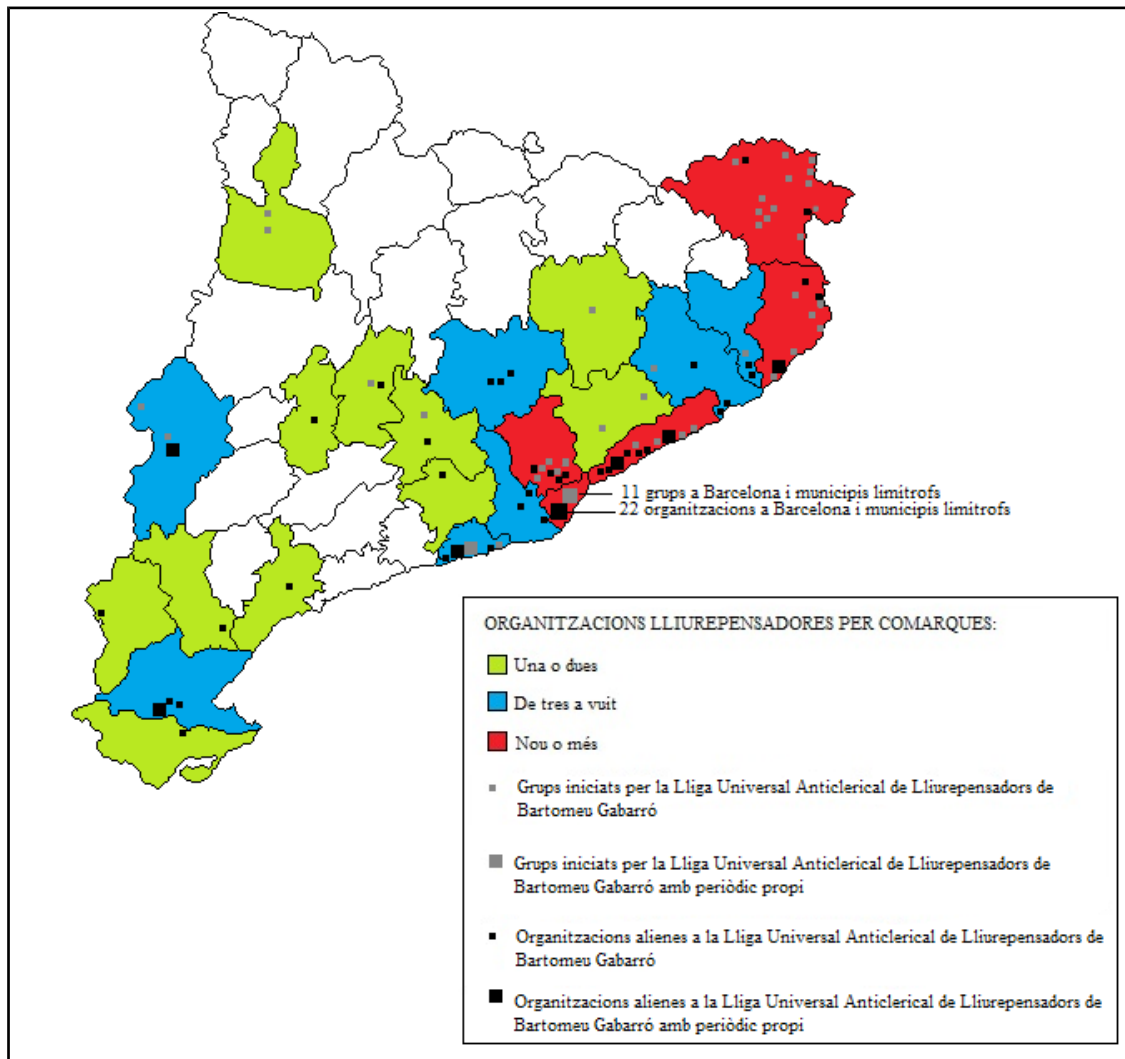 11 grups a Barcelona i municipis limítrofs
22 organitzacions a Barcelona i municipis limítrofs
ORGANITZACIONS LLIUREPENSADORES PER COMARQUES:
Una o dues
De tres a vuit
Nou o més
Grups iniciats per la Lliga Universal Anticlerical de Lliurepensadors de
Bartomeu Gabarró
Grups iniciats per la Lliga Universal Anticlerical de Lliurepensadors de
Bartomeu Gabarró amb periòdic propi
Organitzacions alienes a la Lliga Universal Anticlerical de Lliurepensadors de
Bartomeu Gabarró
Organitzacions alienes a la Lliga Universal Anticlerical de Lliurepensadors de
Bartomeu Gabarró amb periòdic propi